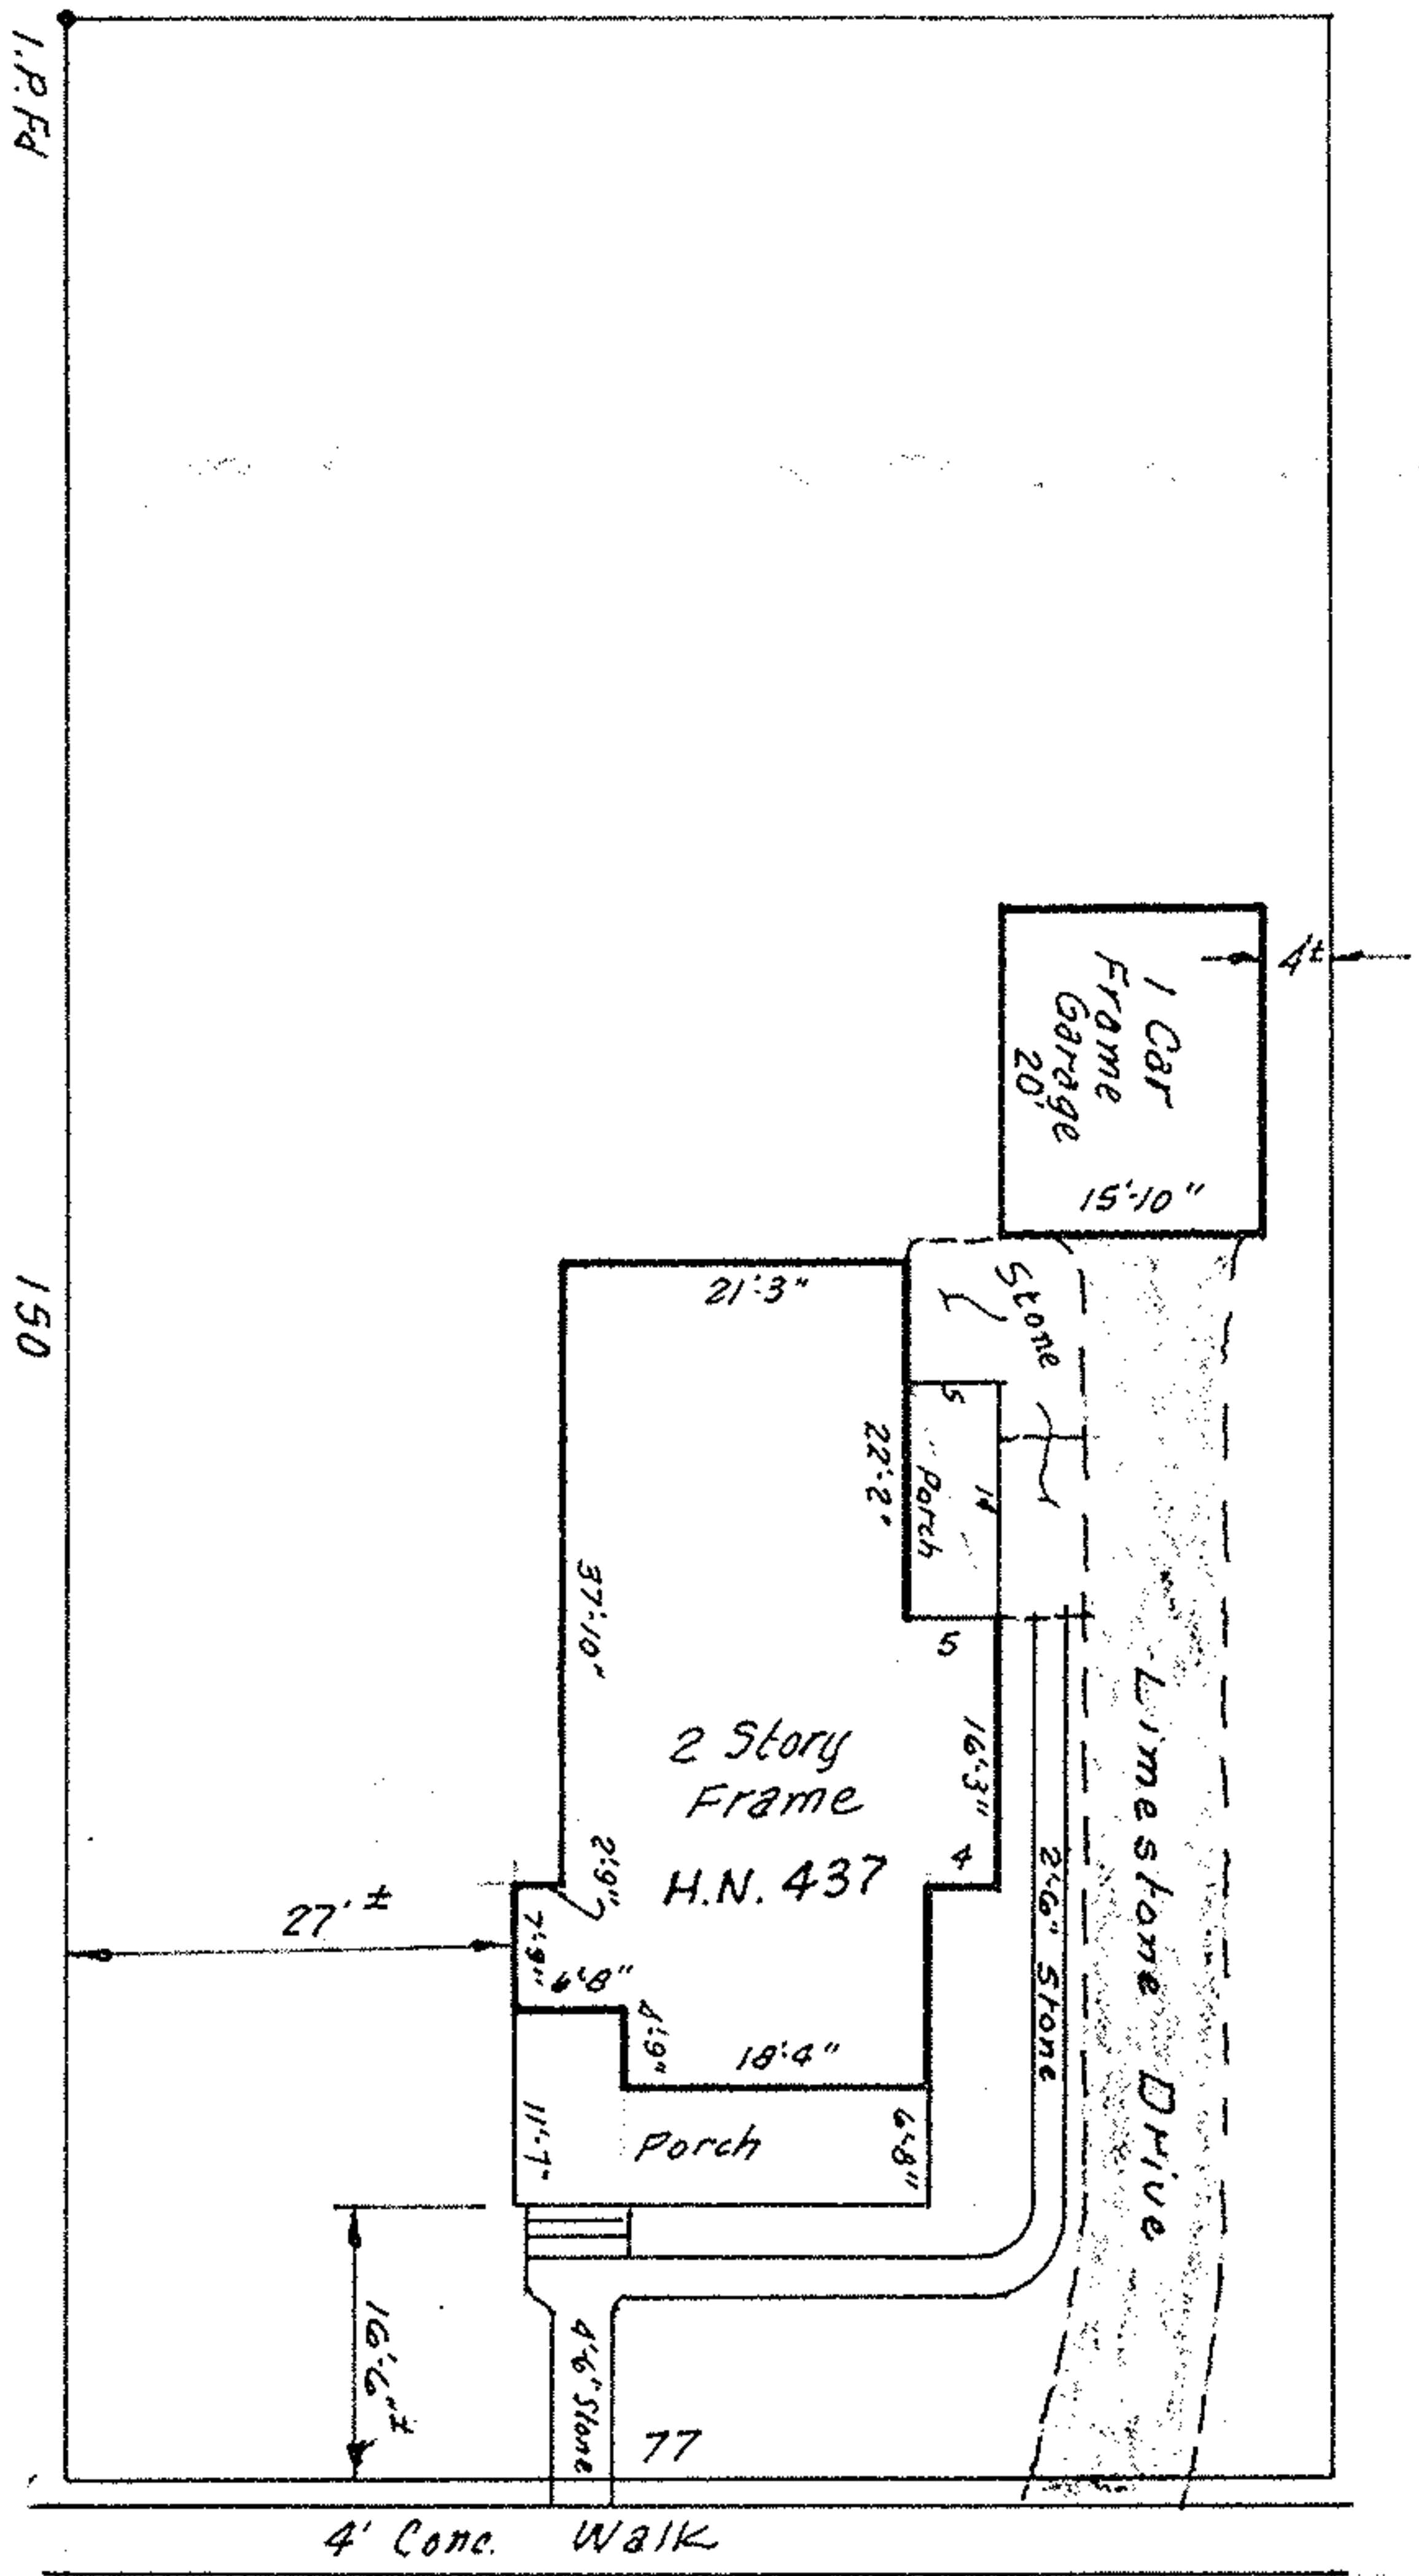 I.P. Fd
4'±
1 Car
Frame
Garage
20'
15'-10"
21'-3"
Stone
5
22'-2"
Porch
14
5
150
37'-10"
2 Story
Frame
H.N. 437
16'-3"
4
2'-6" Stone
Limestone Drive
2'-9"
27'±
7'-9"
6'-8"
4'-9"
18'-4"
11'-7"
Porch
6'-8"
16'-6"±
4'-6" Stone
77
4' Conc. Walk